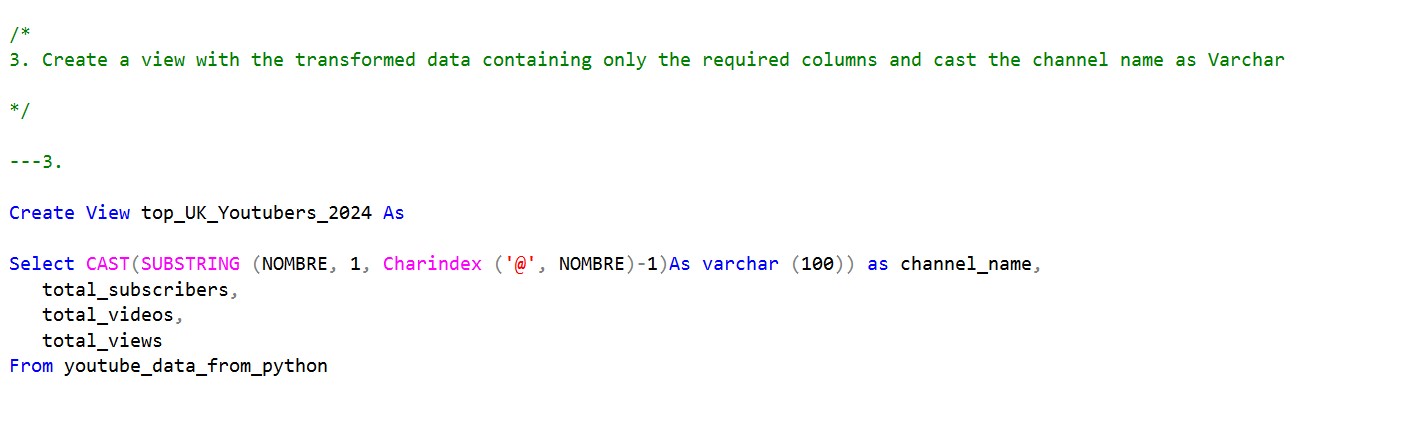 /*
3. Create a view with the transformed data containing only the required columns and cast the channel name as Varchar
*/
---3.
Create View top_UK_Youtubers_2024 As
Select CAST(SUBSTRING (NOMBRE, 1, Charindex ('@', NOMBRE)-1)As varchar (100)) as channel_name,
total_subscribers,
total_videos,
total_views
From youtube_data_from_python